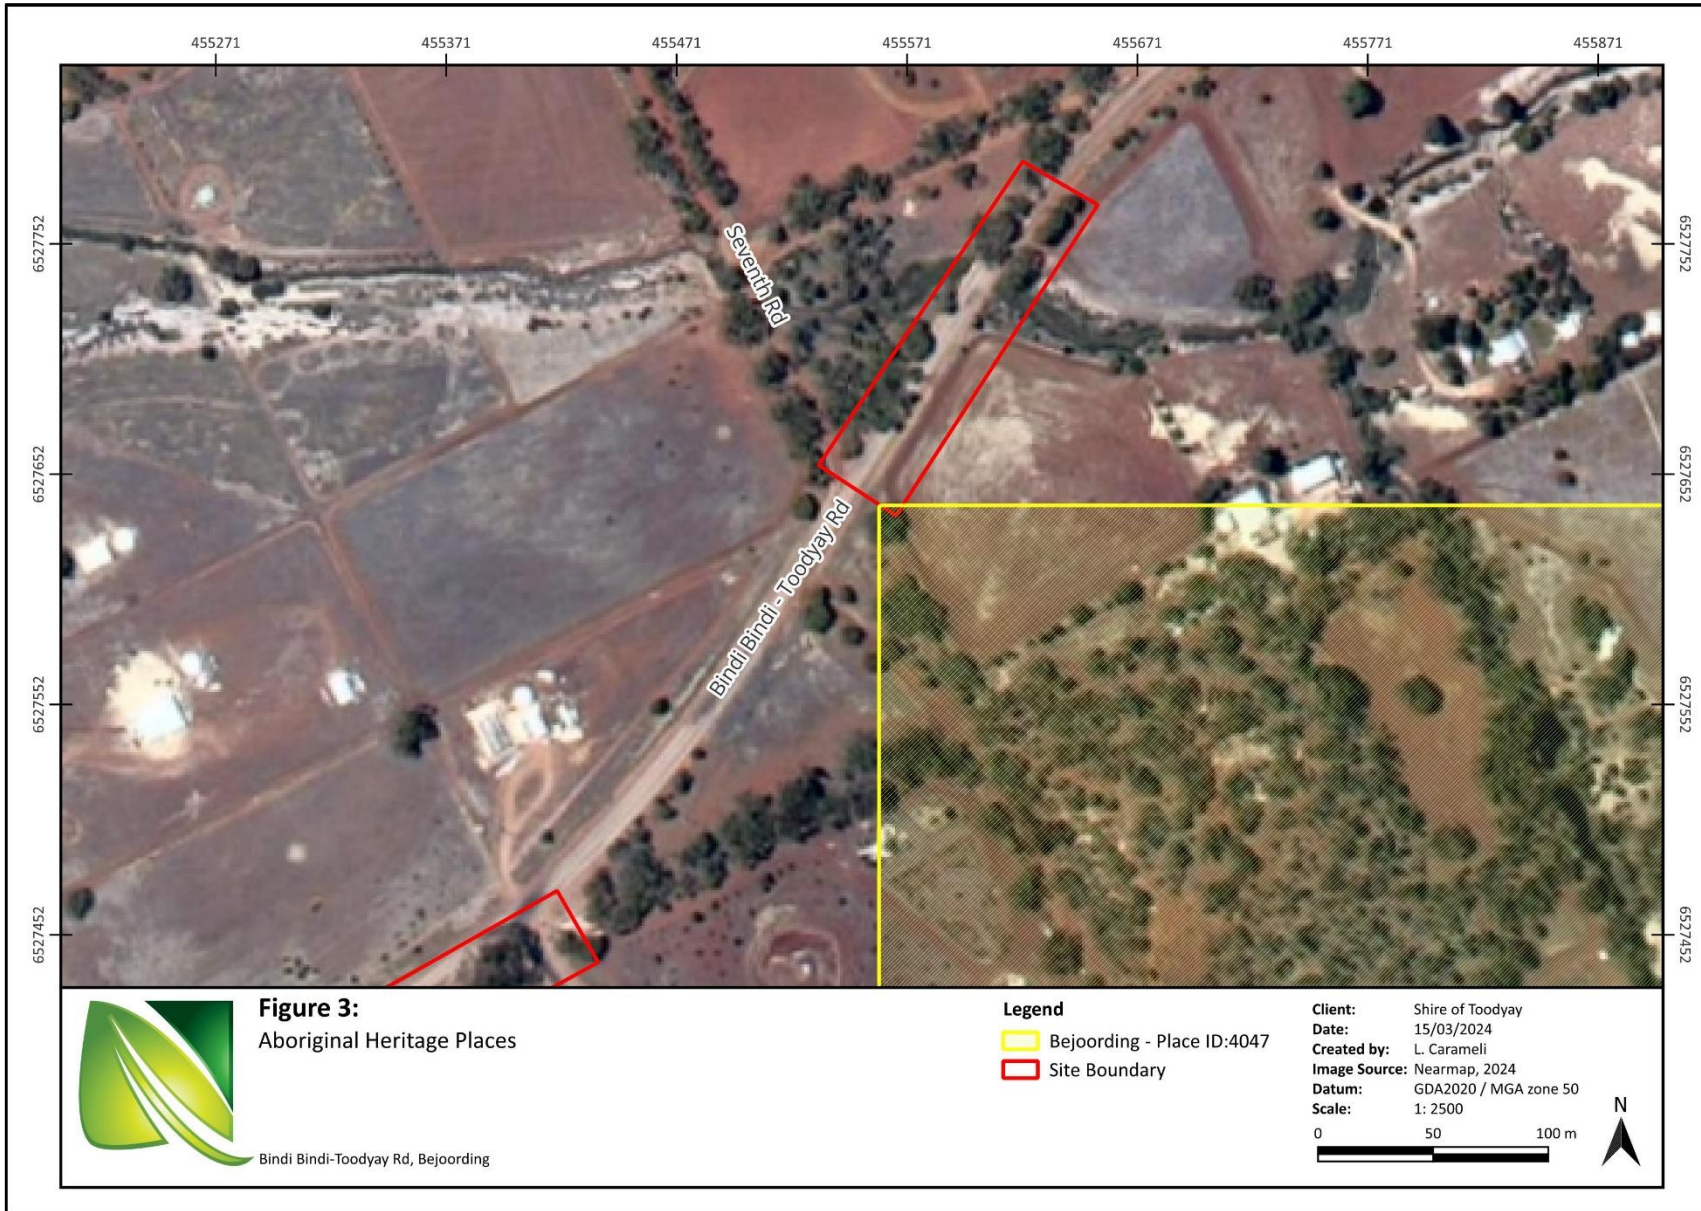 455271 455371 455471 455571 455671 455771 455871
6527752
6527752
Seventh Rd
6527652
6527652
Bindi Bindi - Toodyay Rd
6527552
6527552
6527452
6527452
Figure 3:
Aboriginal Heritage Places
Bindi Bindi-Toodyay Rd, Bejoording
Legend
Bejoording - Place ID:4047
Site Boundary
Client: Shire of Toodyay
Date: 15/03/2024
Created by: L. Carameli
Image Source: Nearmap, 2024
Datum: GDA2020 / MGA zone 50
Scale: 1: 2500
0 50 100 m
N